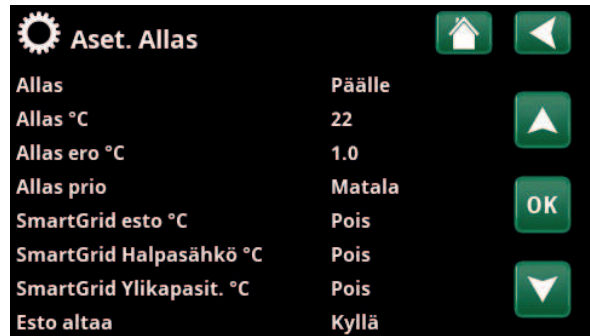 Aset. Allas
Allas Päälle
Allas °C 22
Allas ero °C 1.0
Allas prio Matala
SmartGrid esto °C Pois
SmartGrid Halpasähkö °C Pois
SmartGrid Ylikapasit. °C Pois
Esto altaa Kyllä
OK